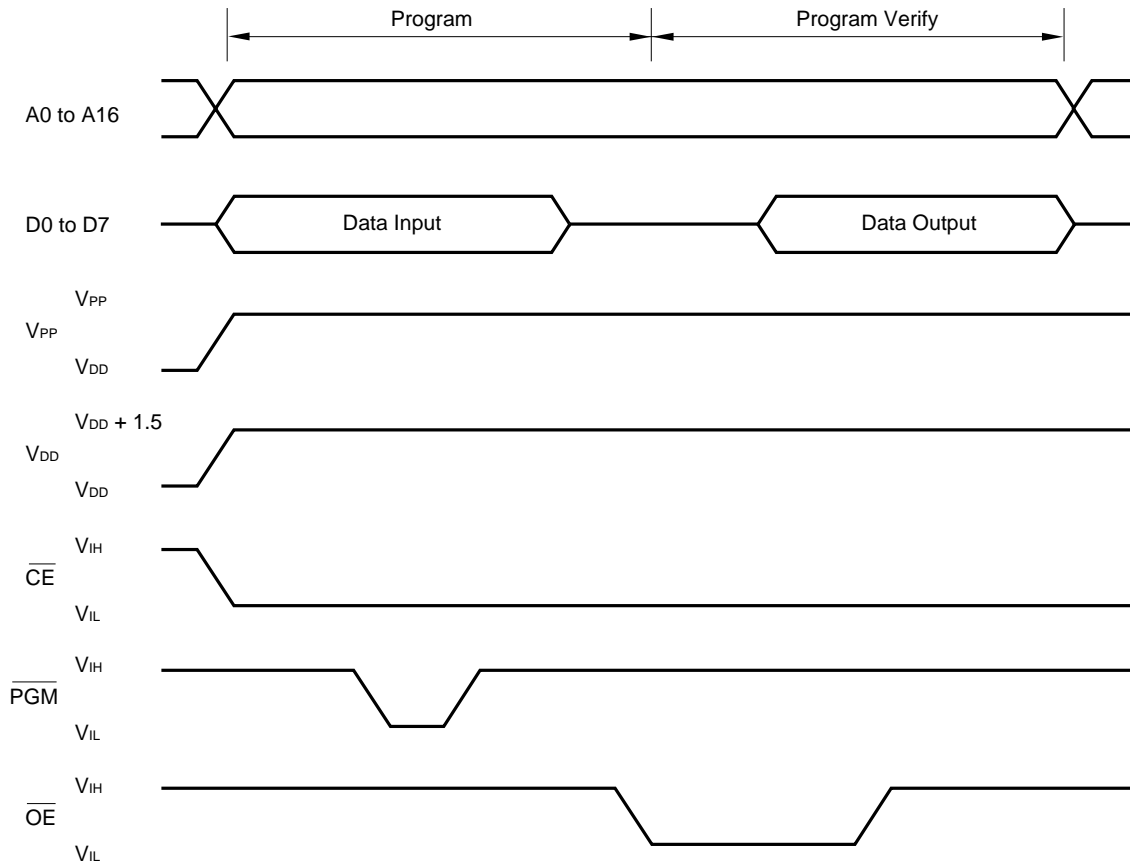 Program Program Verify
A0 to A16
D0 to D7 Data Input Data Output
VPP
VPP
VDD
VDD + 1.5
VDD
VDD
VIH
CE
VIL
VIH
PGM
VIL
VIH
OE
VIL